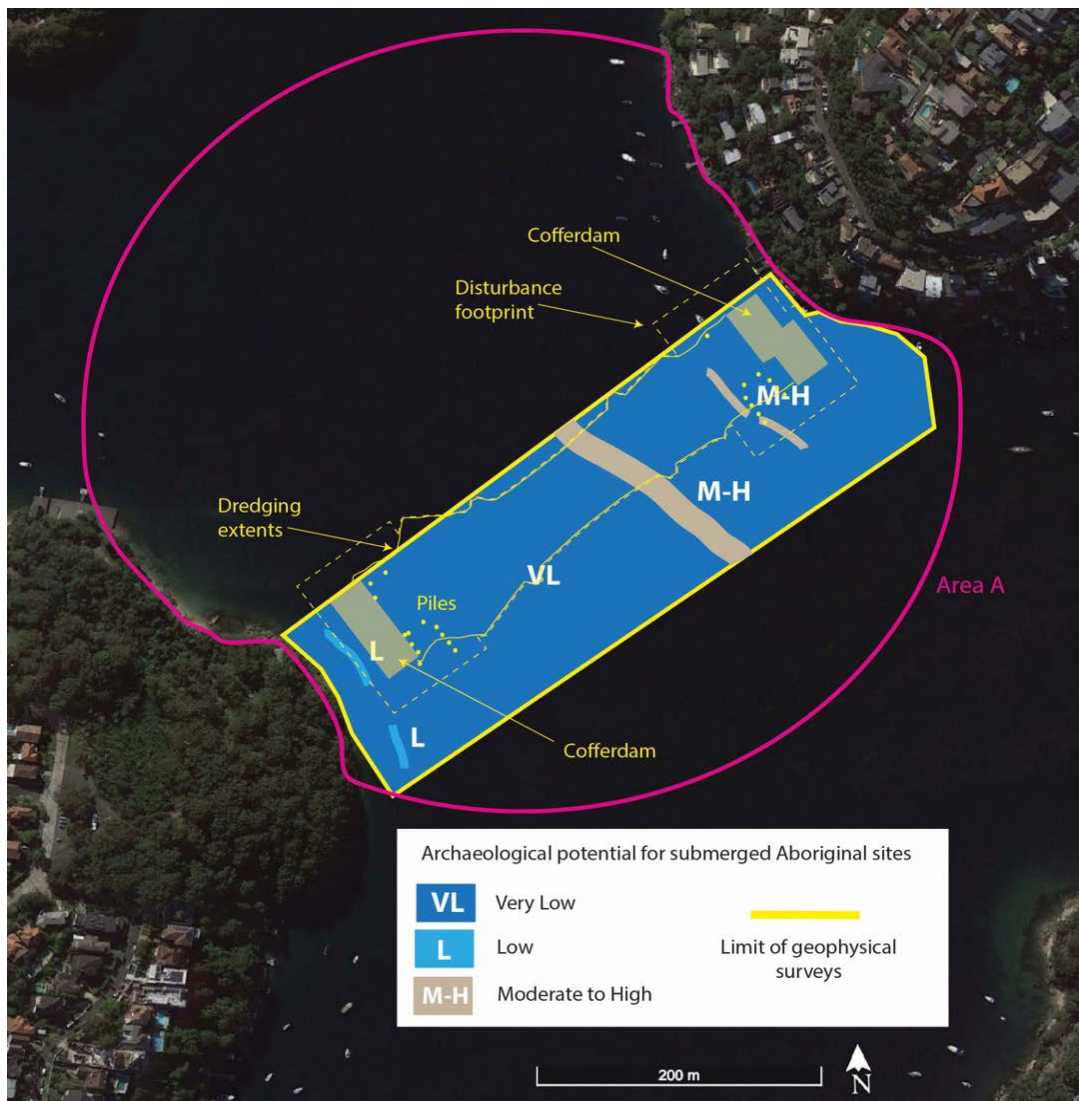 Cofferdam
Disturbance
footprint
M-H
M-H
Dredging
extents
VL
Area A
Piles
L
L
Cofferdam
Archaeological potential for submerged Aboriginal sites
VL Very Low
L Low
Limit of geophysical
surveys
M-H Moderate to High
200 m
N